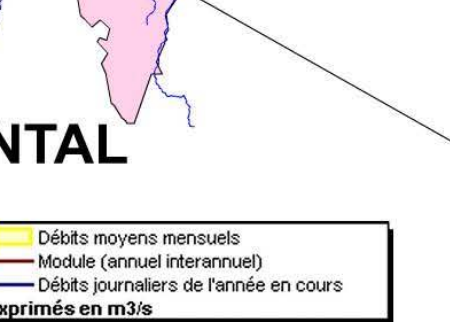 NTAL
Débits moyens mensuels
Module (annuel interannuel)
Débits journaliers de l'année en cours
xprimés en m3/s